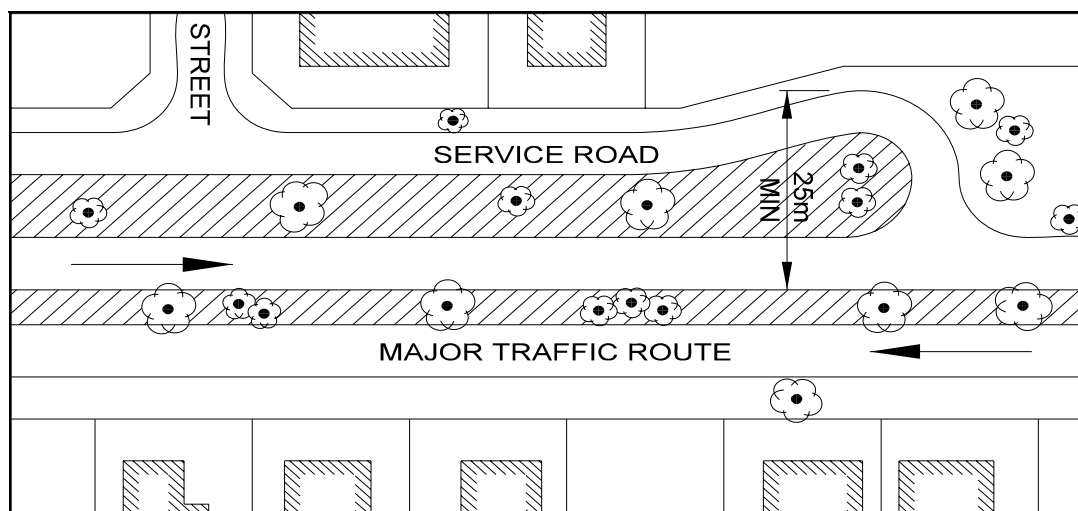 STREET
SERVICE ROAD
25m
MIN
MAJOR TRAFFIC ROUTE